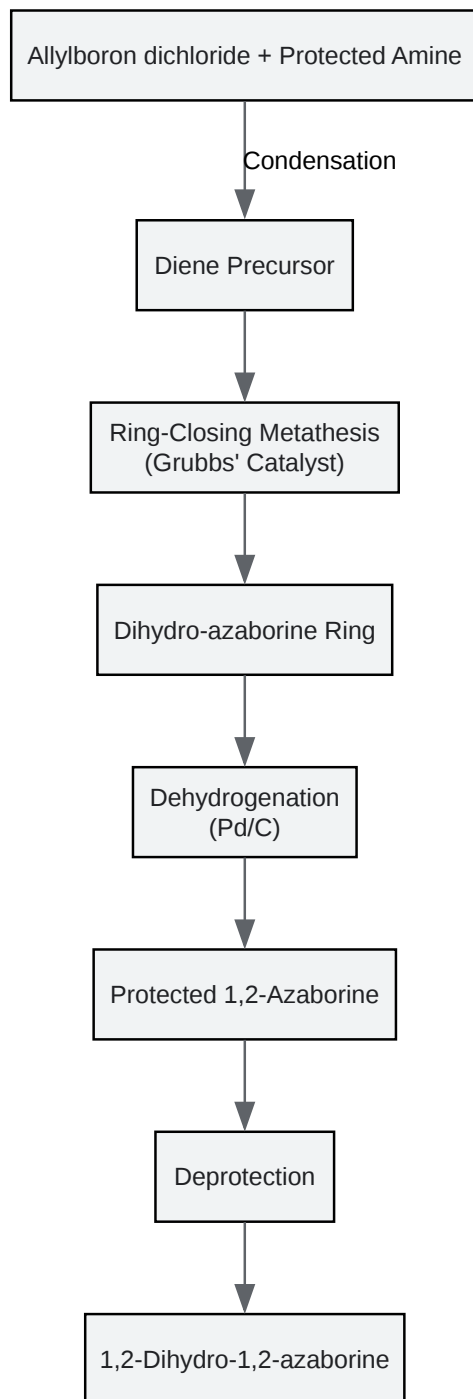 Allylboron dichloride + Protected Amine
Condensation
Diene Precursor
Ring-Closing Metathesis
(Grubbs' Catalyst)
Dihydro-azaborine Ring
Dehydrogenation
(Pd/C)
Protected 1,2-Azaborine
Deprotection
1,2-Dihydro-1,2-azaborine